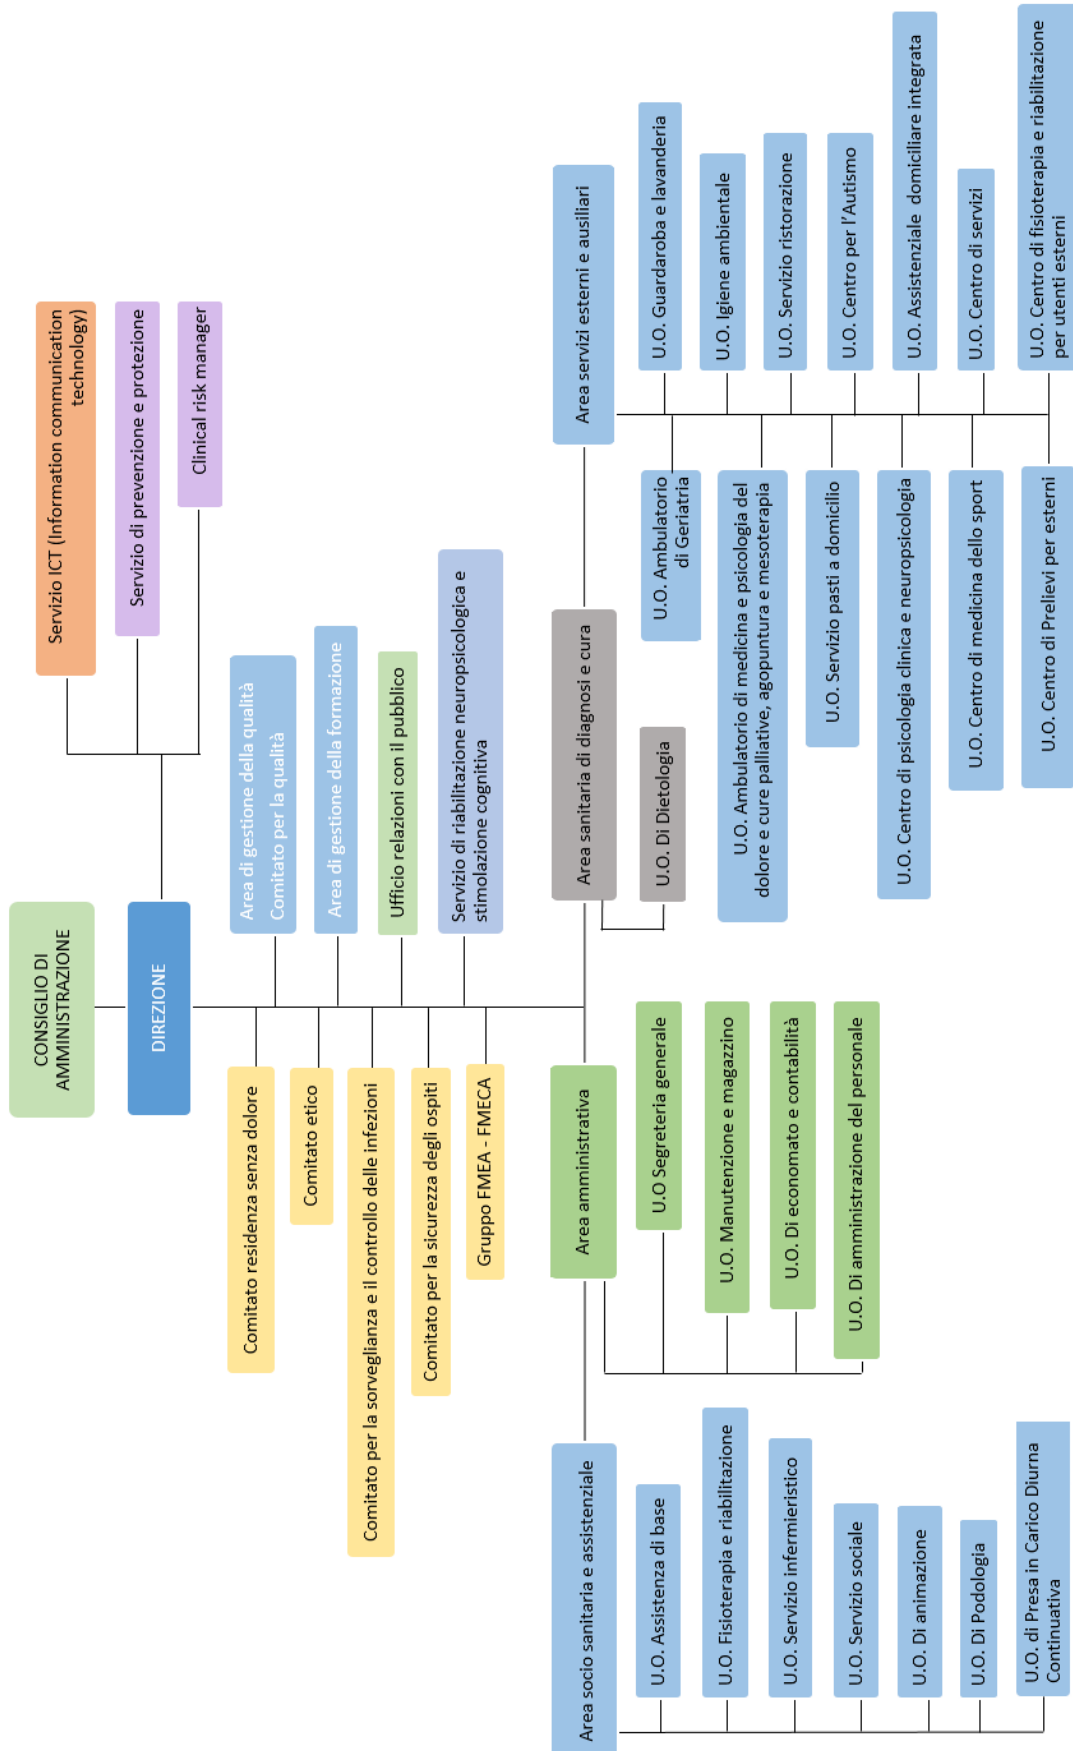 CONSIGLIO DI
AMMINISTRAZIONE
DIREZIONE
Servizio ICT (Information communication
technology)
Servizio di prevenzione e protezione
Clinical risk manager
Comitato residenza senza dolore
Comitato etico
Comitato per la sorveglianza e il controllo delle infezioni
Comitato per la sicurezza degli ospiti
Gruppo FMEA - FMECA
Area di gestione della qualità
Comitato per la qualità
Area di gestione della formazione
Ufficio relazioni con il pubblico
Servizio di riabilitazione neuropsicologica e
stimolazione cognitiva
Area socio sanitaria e assistenziale
U.O. Assistenza di base
U.O. Fisioterapia e riabilitazione
U.O. Servizio infermieristico
U.O. Servizio sociale
U.O. Di animazione
U.O. Di Podologia
U.O. di Presa in Carico Diurna
Continuativa
Area amministrativa
U.O Segreteria generale
U.O. Manutenzione e magazzino
U.O. Di economato e contabilità
U.O. Di amministrazione del personale
Area sanitaria di diagnosi e cura
U.O. Di Dietologia
Area servizi esterni e ausiliari
U.O. Ambulatorio
di Geriatria
U.O. Ambulatorio di medicina e psicologia del
dolore e cure palliative, agopuntura e mesoterapia
U.O. Servizio pasti a domicilio
U.O. Centro di psicologia clinica e neuropsicologia
U.O. Centro di medicina dello sport
U.O. Centro di Prelievi per esterni
U.O. Guardaroba e lavanderia
U.O. Igiene ambientale
U.O. Servizio ristorazione
U.O. Centro per l'Autismo
U.O. Assistenziale domiciliare integrata
U.O. Centro di servizi
U.O. Centro di fisioterapia e riabilitazione
per utenti esterni